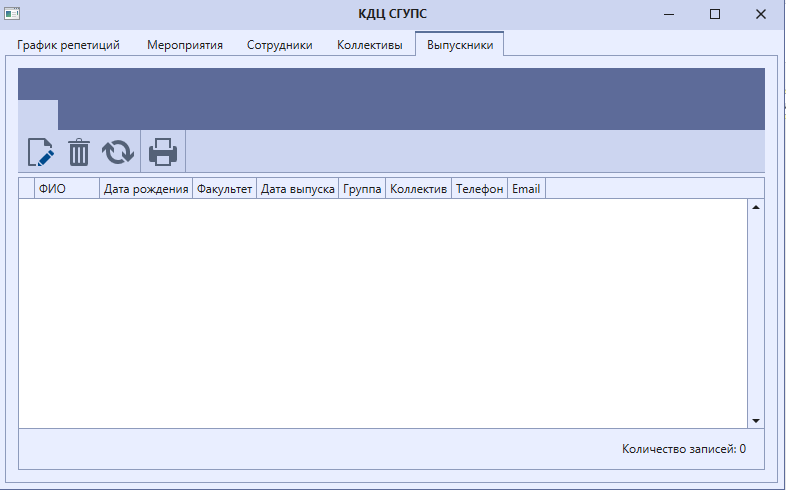 КДЦ СГУПС
График репетиций Мероприятия Сотрудники Коллективы Выпускники
ФИО Дата рождения Факультет Дата выпуска Группа Коллектив Телефон Email
Количество записей: 0